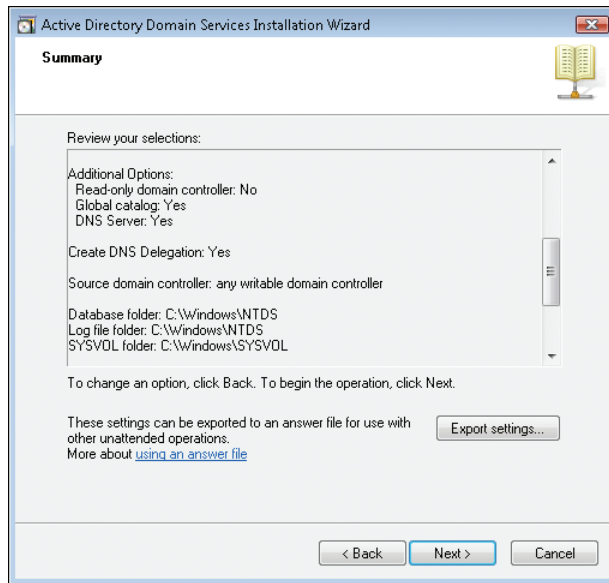 Active Directory Domain Services Installation Wizard
Summary
Review your selections:
Additional Options:
Read-only domain controller: No
Global catalog: Yes
DNS Server: Yes
Create DNS Delegation: Yes
Source domain controller: any writable domain controller
Database folder: C:\Windows\NTDS
Log file folder: C:\Windows\NTDS
SYSVOL folder: C:\Windows\SYSVOL
To change an option, click Back. To begin the operation, click Next.
These settings can be exported to an answer file for use with
other unattended operations.
More about using an answer file
Export settings...
< Back
Next >
Cancel